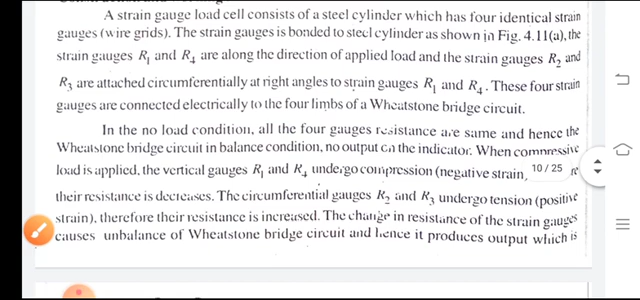 A strain gauge load cell consists of a steel cylinder which has four identical strain
gauges (wire grids). The strain gauges is bonded to steel cylinder as shown in Fig. 4.11(a), the
strain gauges R₁ and R₄ are along the direction of applied load and the strain gauges R₂ and
R₃ are attached circumferentially at right angles to strain gauges R₁ and R₄. These four strain
gauges are connected electrically to the four limbs of a Wheatstone bridge circuit.
In the no load condition, all the four gauges resistance are same and hence the
Wheatstone bridge circuit in balance condition, no output on the indicator. When compressive
load is applied, the vertical gauges R₁ and R₄ undergo compression (negative strain,
10 / 25
their resistance is decreases. The circumferential gauges R₂ and R₃ undergo tension (positive
strain), therefore their resistance is increased. The change in resistance of the strain gauges
causes unbalance of Wheatstone bridge circuit and hence it produces output which is